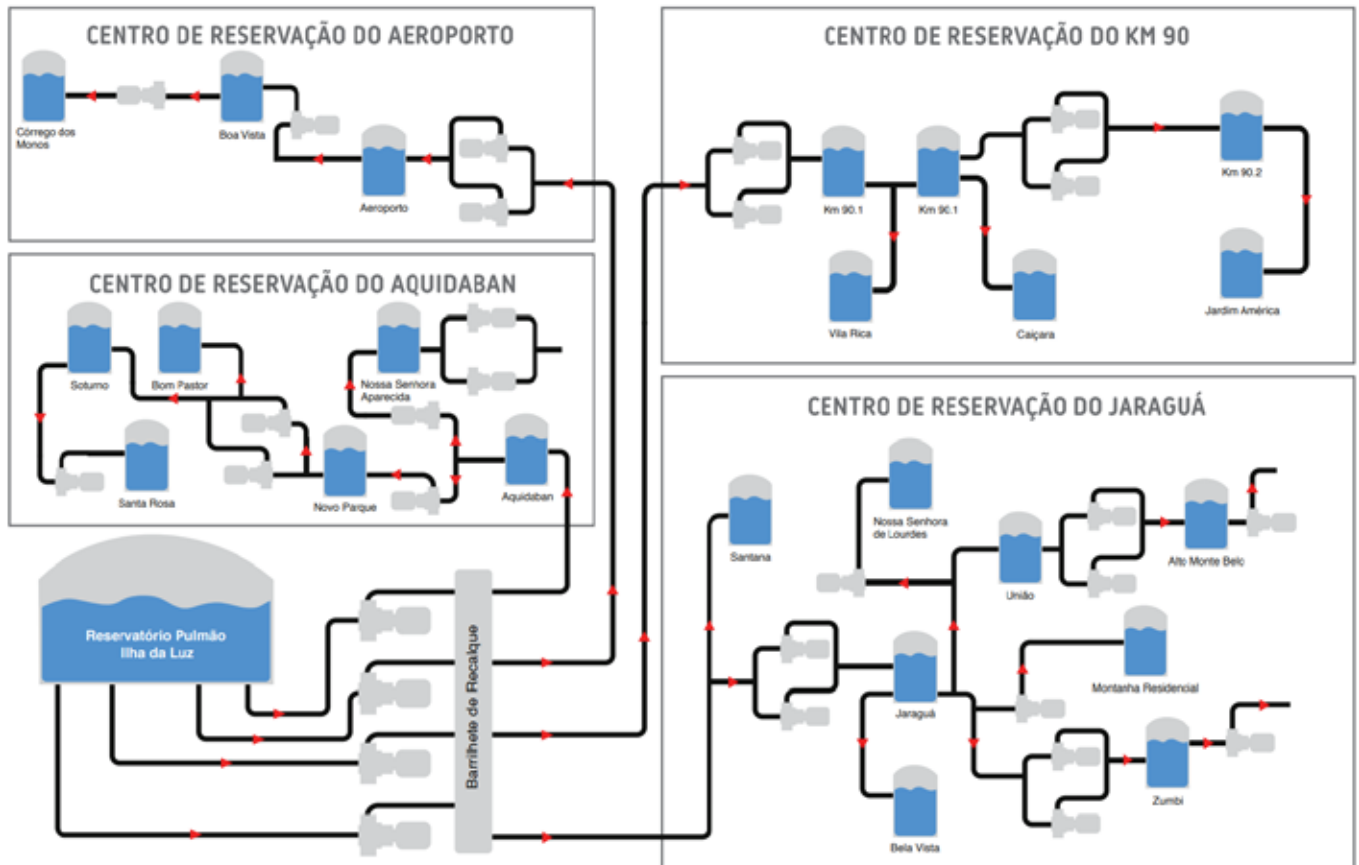 CENTRO DE RESERVAÇÃO DO AEROPORTO
Córrego dos
Monos
Boa Vista
Aeroporto
CENTRO DE RESERVAÇÃO DO KM 90
Km 90.1
Km 90.1
Km 90.2
Vila Rica
Caiçara
Jardim América
CENTRO DE RESERVAÇÃO DO AQUIDABAN
Soturno
Bom Pastor
Nossa Senhora
Aparecida
Santa Rosa
Novo Parque
Aquidaban
CENTRO DE RESERVAÇÃO DO JARAGUÁ
Santana
Nossa Senhora
de Lourdes
União
Alto Monte Belo
Jaraguá
Montanha Residencial
Bela Vista
Zumbi
Reservatório Pulmão
Ilha da Luz
Barrilhete de Recalque